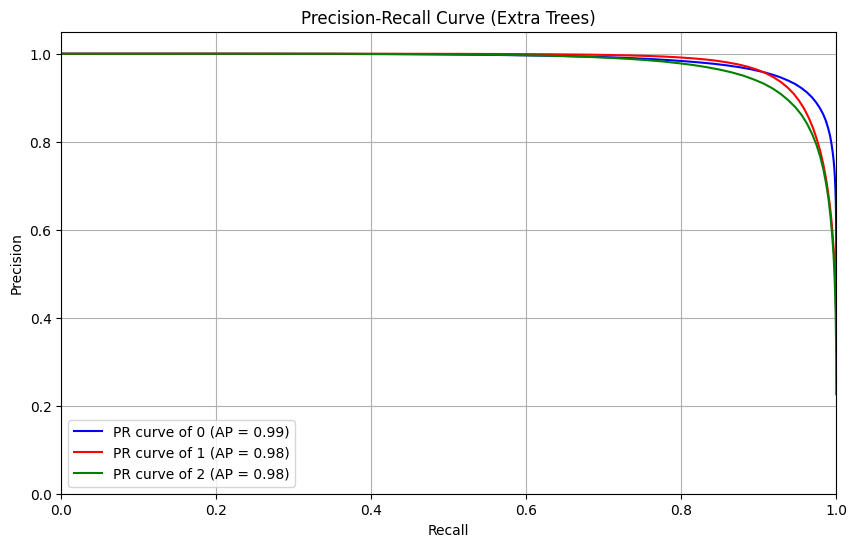 Precision-Recall Curve (Extra Trees)
1.0
0.8
0.6
0.4
0.2
0.0
Precision
PR curve of 0 (AP = 0.99)
PR curve of 1 (AP = 0.98)
PR curve of 2 (AP = 0.98)
0.0 0.2 0.4 0.6 0.8 1.0
Recall